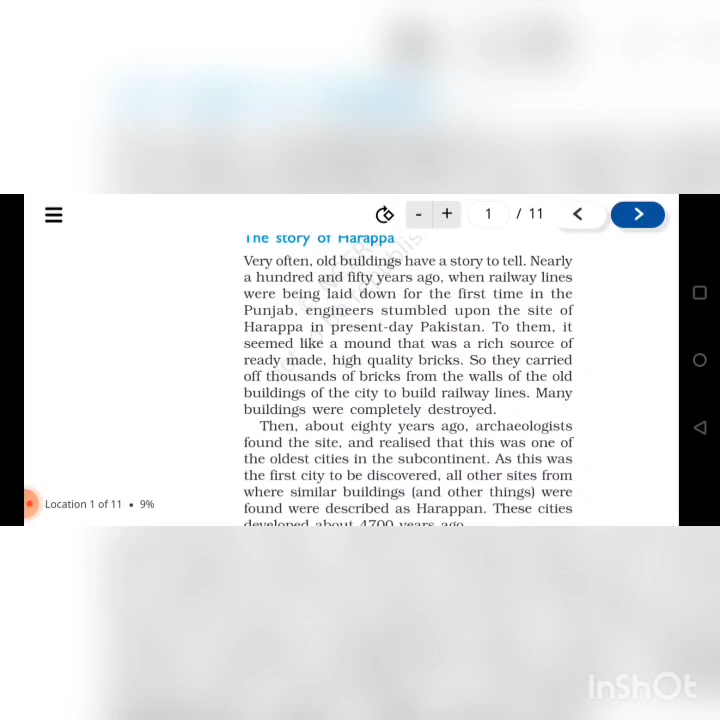 - + 1 / 11
The story of Harappa
Very often, old buildings have a story to tell. Nearly
a hundred and fifty years ago, when railway lines
were being laid down for the first time in the
Punjab, engineers stumbled upon the site of
Harappa in present-day Pakistan. To them, it
seemed like a mound that was a rich source of
ready made, high quality bricks. So they carried
off thousands of bricks from the walls of the old
buildings of the city to build railway lines. Many
buildings were completely destroyed.
Then, about eighty years ago, archaeologists
found the site, and realised that this was one of
the oldest cities in the subcontinent. As this was
the first city to be discovered, all other sites from
where similar buildings (and other things) were
found were described as Harappan. These cities
developed about 4700 years ago.
Location 1 of 11 • 9%
InShOt